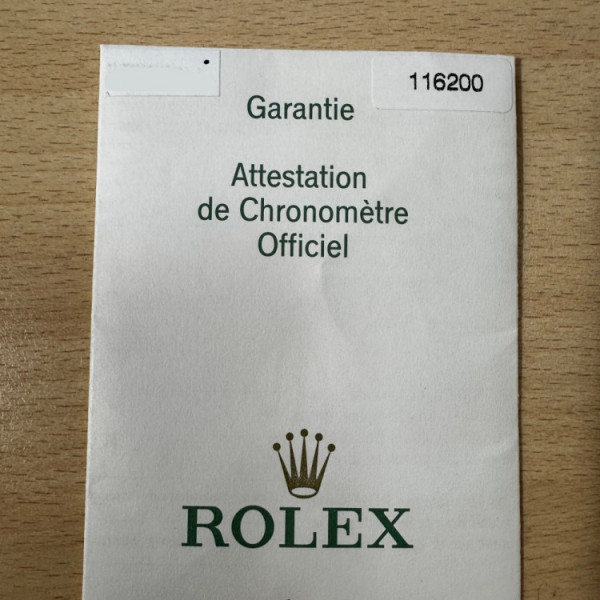 116200
Garantie
Attestation
de Chronomètre
Officiel
ROLEX